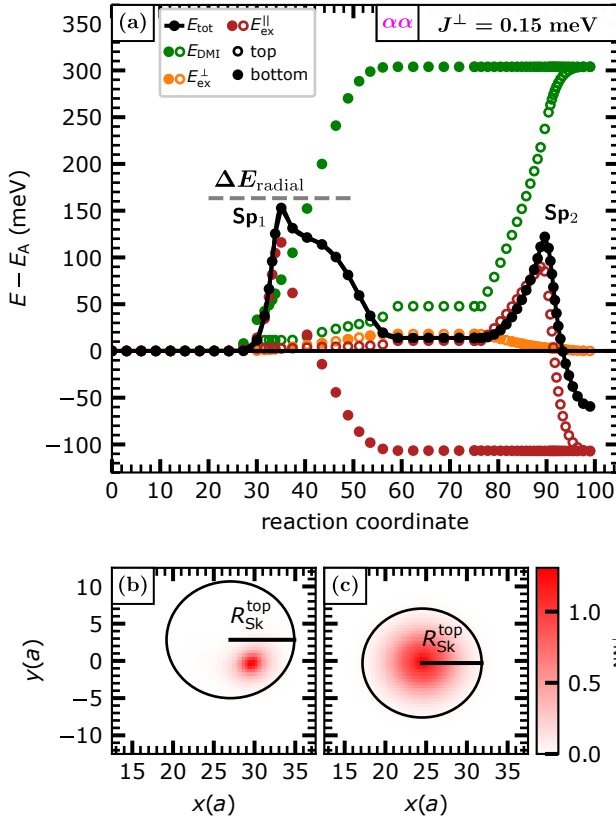 (a)
αα
J⊥ = 0.15 meV
E_tot
E_DMI
E_ex^⊥
E_ex^||
top
bottom
ΔE_radial
Sp₁
Sp₂
E − E_A (meV)
350
300
250
200
150
100
50
0
−50
−100
0 10 20 30 40 50 60 70 80 90 100
reaction coordinate
(b)
(c)
R_Sk^top
R_Sk^top
10
5
0
−5
−10
y(a)
15 20 25 30 35
15 20 25 30 35
x(a)
x(a)
1.0
0.5
0.0